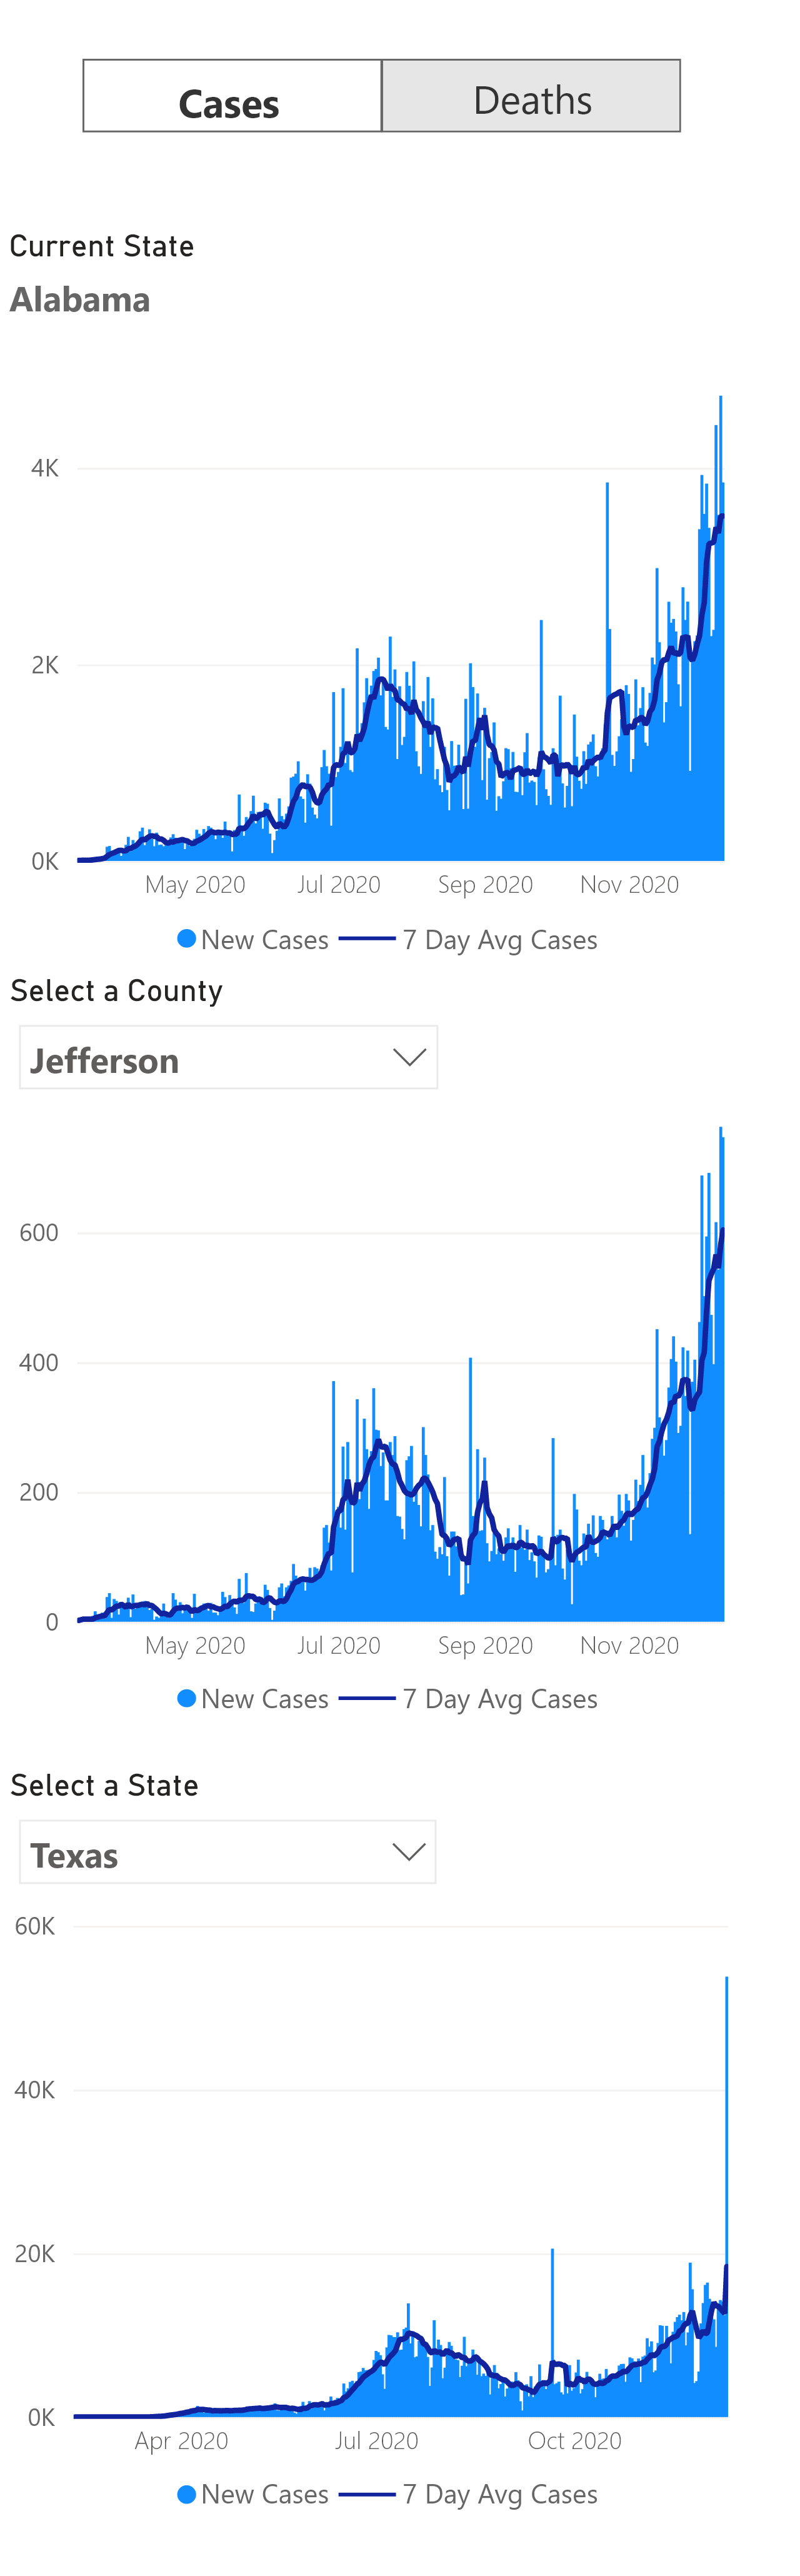 Cases Deaths
Current State
Alabama
4K
2K
0K
May 2020 Jul 2020 Sep 2020 Nov 2020
New Cases 7 Day Avg Cases
Select a County
Jefferson
600
400
200
0
May 2020 Jul 2020 Sep 2020 Nov 2020
New Cases 7 Day Avg Cases
Select a State
Texas
60K
40K
20K
0K
Apr 2020 Jul 2020 Oct 2020
New Cases 7 Day Avg Cases